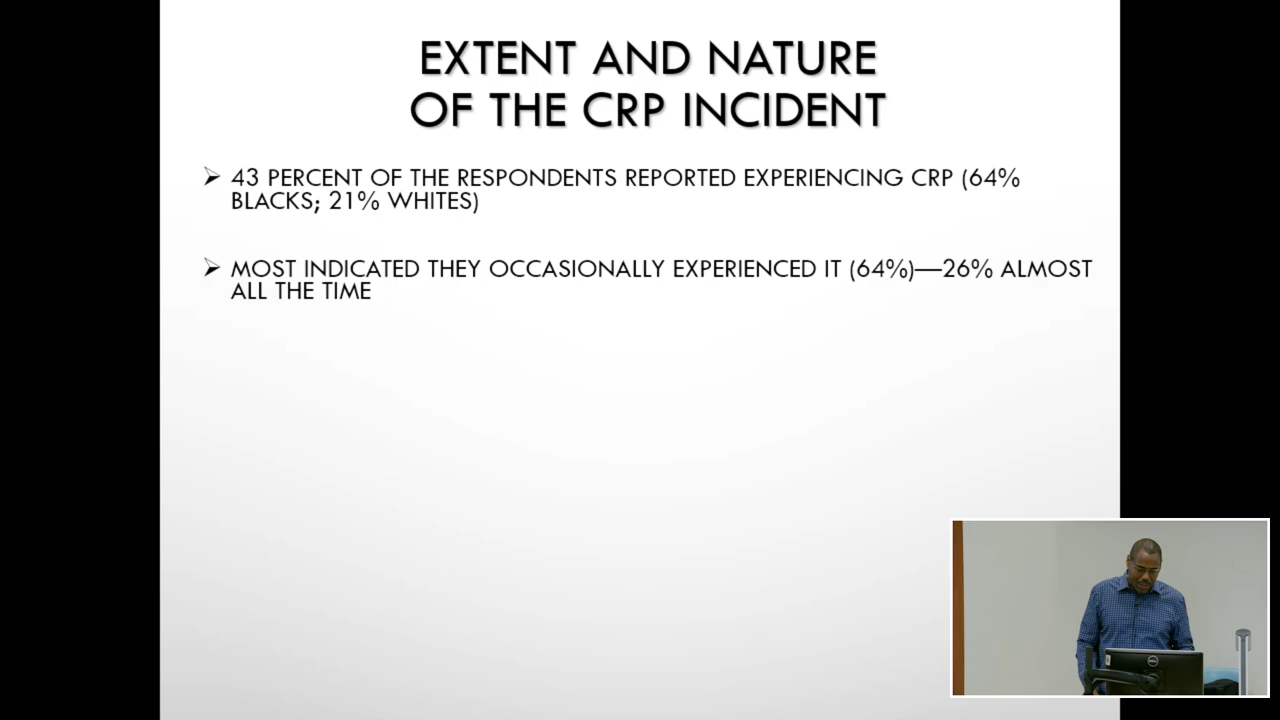 EXTENT AND NATURE
OF THE CRP INCIDENT
➢ 43 PERCENT OF THE RESPONDENTS REPORTED EXPERIENCING CRP (64%
BLACKS; 21% WHITES)
➢ MOST INDICATED THEY OCCASIONALLY EXPERIENCED IT (64%)—26% ALMOST
ALL THE TIME
DELL